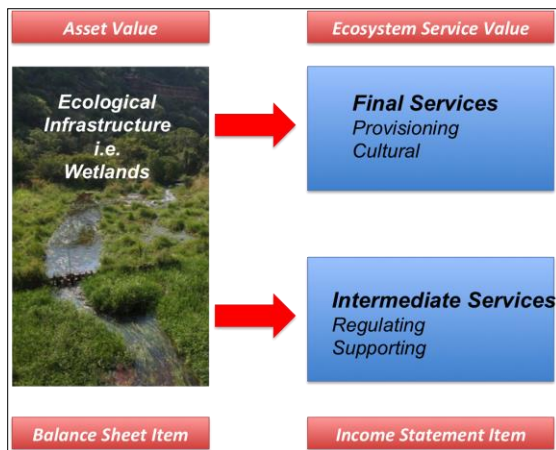 Asset Value
Ecosystem Service Value
Ecological
Infrastructure
i.e.
Wetlands
Final Services
Provisioning
Cultural
Intermediate Services
Regulating
Supporting
Balance Sheet Item
Income Statement Item